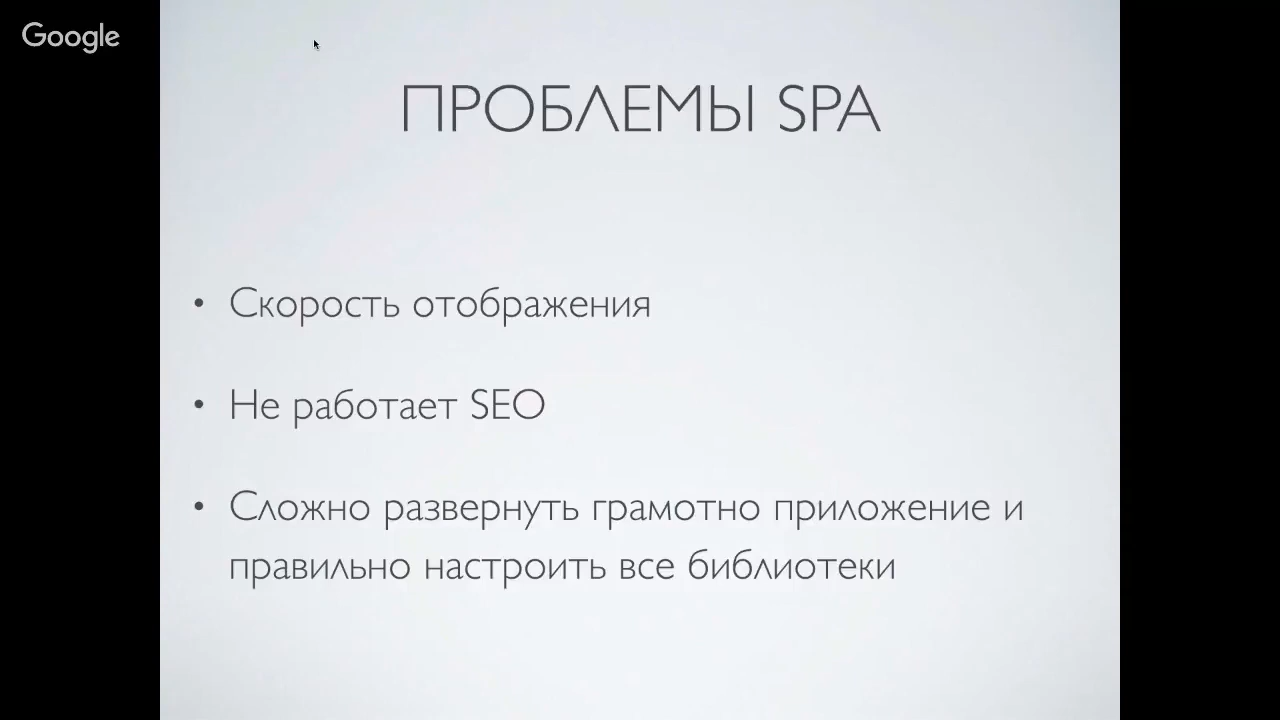 Google
ПРОБЛЕМЫ SPA
• Скорость отображения
• Не работает SEO
• Сложно развернуть грамотно приложение и
правильно настроить все библиотеки